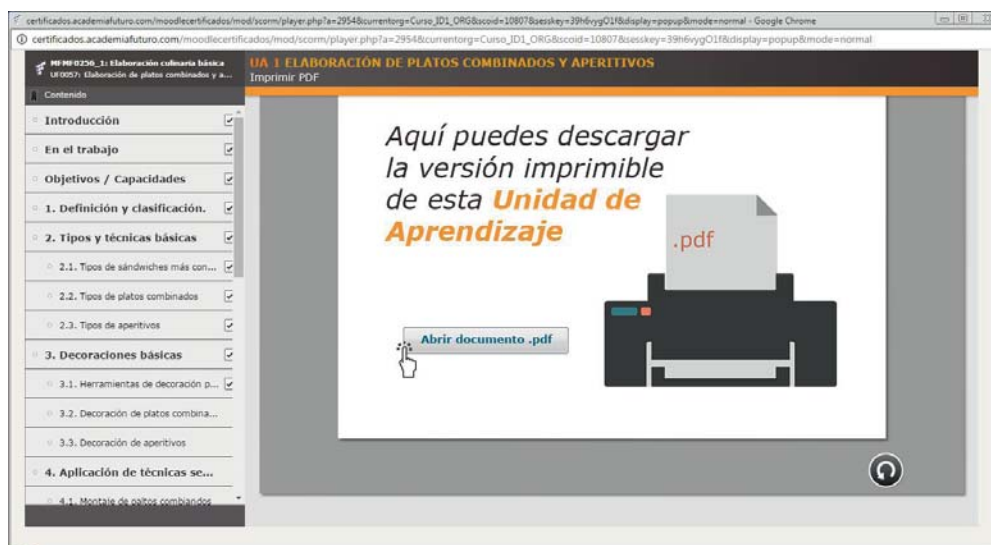 certificados.academiafuturo.com/moodlecertificados/mod/scorm/player.php?a=2954&currentorg=Curso_ID1_ORG&scoid=10807&sesskey=39h6vygO1f&display=popup&mode=normal - Google Chrome
certificados.academiafuturo.com/moodlecertificados/mod/scorm/player.php?a=2954&currentorg=Curso_ID1_ORG&scoid=10807&sesskey=39h6vygO1f&display=popup&mode=normal
MFMF0256_1: Elaboración culinaria básica
UF0057: Elaboración de platos combinados y a...
UA 1 ELABORACIÓN DE PLATOS COMBINADOS Y APERITIVOS
Imprimir PDF
Contenido
Introducción
En el trabajo
Objetivos / Capacidades
1. Definición y clasificación.
2. Tipos y técnicas básicas
2.1. Tipos de sándwiches más con...
2.2. Tipos de platos combinados
2.3. Tipos de aperitivos
3. Decoraciones básicas
3.1. Herramientas de decoración p...
3.2. Decoración de platos combina...
3.3. Decoración de aperitivos
4. Aplicación de técnicas se...
4.1. Montaje de paltos combiandos
Aquí puedes descargar
la versión imprimible
de esta Unidad de
Aprendizaje
.pdf
Abrir documento .pdf